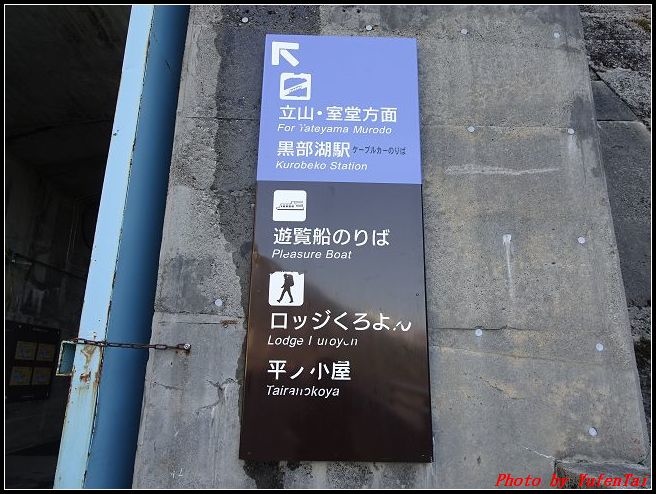 立山・室堂方面
For Tateyama Murodo
黒部湖駅 ケーブルカーのりば
Kurobeko Station
遊覧船のりば
Pleasure Boat
ロッジくろよん
Lodge Kuroyon
平ノ小屋
Tairanokoya
Photo by YufenTai